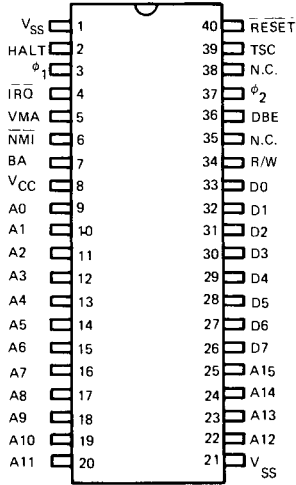 VSS 1 40 R̅E̅S̅E̅T̅
HALT 2 39 TSC
ϕ1 3 38 N.C.
I̅R̅Q̅ 4 37 ϕ2
VMA 5 36 DBE
N̅M̅I̅ 6 35 N.C.
BA 7 34 R/W
VCC 8 33 D0
A0 9 32 D1
A1 10 31 D2
A2 11 30 D3
A3 12 29 D4
A4 13 28 D5
A5 14 27 D6
A6 15 26 D7
A7 16 25 A15
A8 17 24 A14
A9 18 23 A13
A10 19 22 A12
A11 20 21 VSS